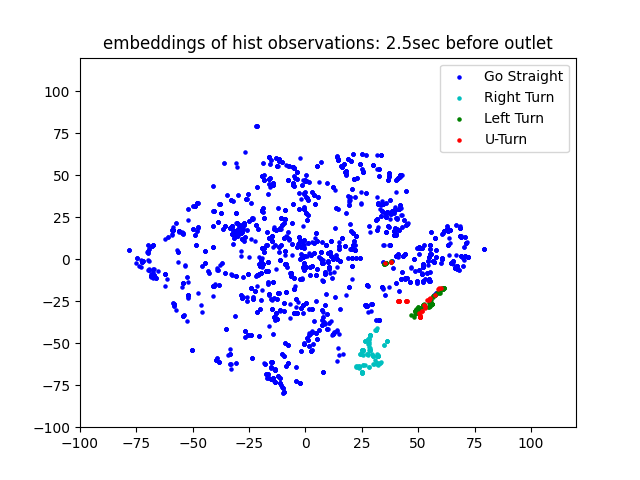 embeddings of hist observations: 2.5sec before outlet
Go Straight
Right Turn
Left Turn
U-Turn
100
75
50
25
0
−25
−50
−75
−100
−100 −75 −50 −25 0 25 50 75 100